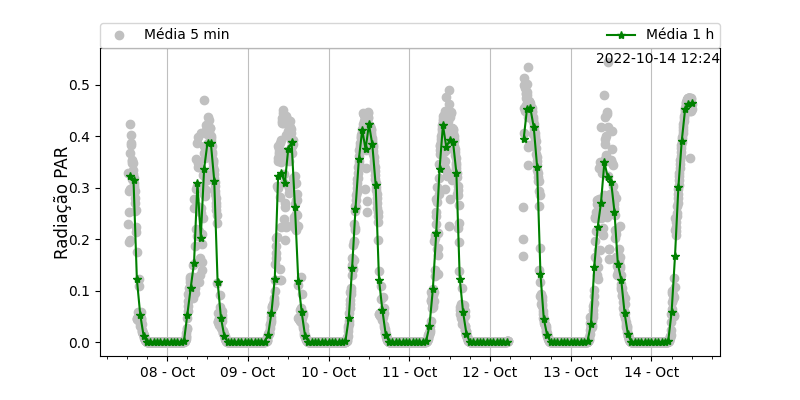 Média 5 min
Média 1 h
2022-10-14 12:24
Radiação PAR
0.5
0.4
0.3
0.2
0.1
0.0
08 - Oct
09 - Oct
10 - Oct
11 - Oct
12 - Oct
13 - Oct
14 - Oct